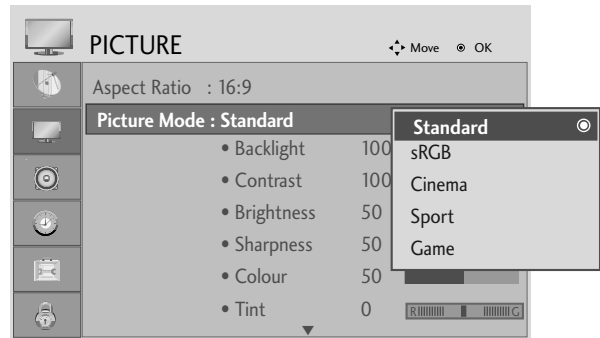 PICTURE
Move OK
Aspect Ratio : 16:9
Picture Mode : Standard
• Backlight 100
• Contrast 100
• Brightness 50
• Sharpness 50
• Colour 50
• Tint 0
R G
Standard
sRGB
Cinema
Sport
Game